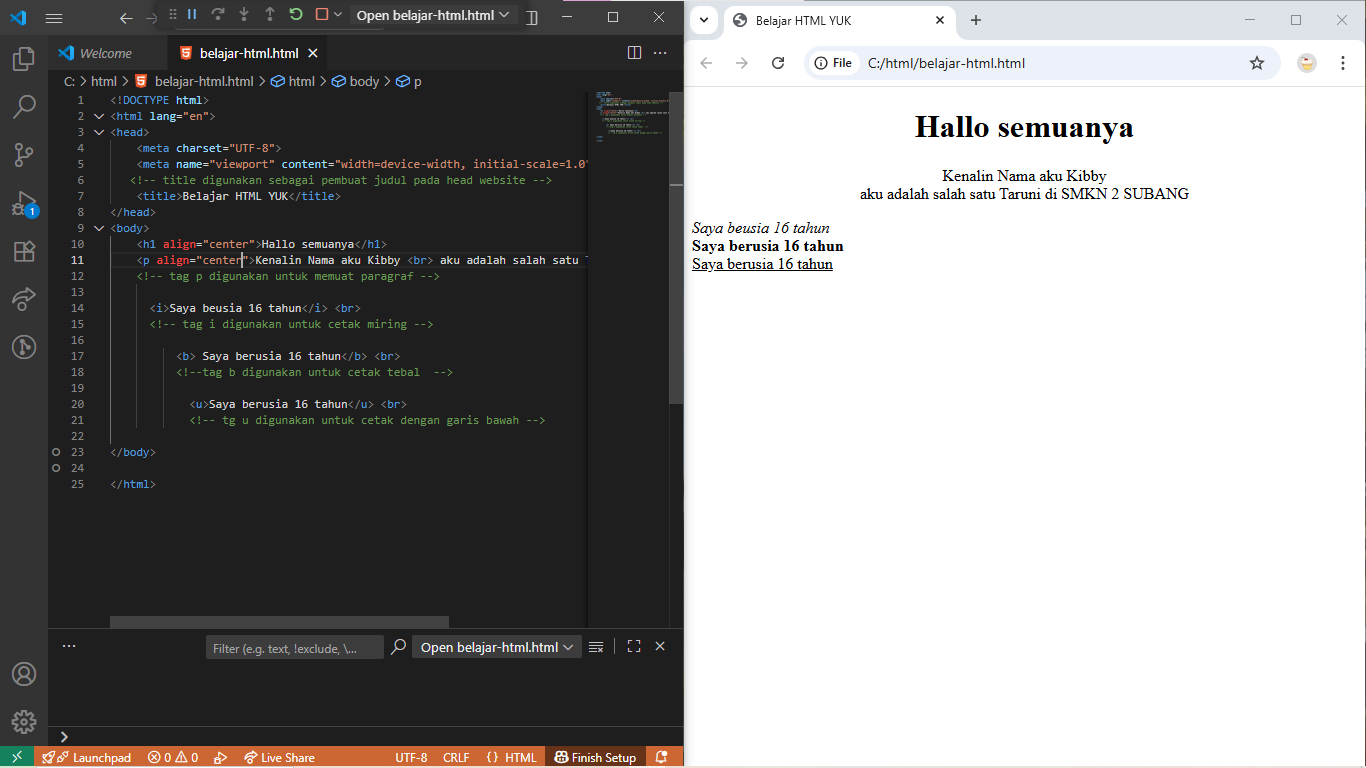 Open belajar-html.html
Welcome
belajar-html.html
C: > html > belajar-html.html > html > body > p
1 <!DOCTYPE html>
2 <html lang="en">
3 <head>
4 <meta charset="UTF-8">
5 <meta name="viewport" content="width=device-width, initial-scale=1.0"
6 <!-- title digunakan sebagai pembuat judul pada head website -->
7 <title>Belajar HTML YUK</title>
8 </head>
9 <body>
10 <h1 align="center">Hallo semuanya</h1>
11 <p align="center">Kenalin Nama aku Kibby <br> aku adalah salah satu
12 <!-- tag p digunakan untuk memuat paragraf -->
13
14 <i>Saya beusia 16 tahun</i> <br>
15 <!-- tag i digunakan untuk cetak miring -->
16
17 <b> Saya berusia 16 tahun</b> <br>
18 <!--tag b digunakan untuk cetak tebal  -->
19
20 <u>Saya berusia 16 tahun</u> <br>
21 <!-- tg u digunakan untuk cetak dengan garis bawah -->
22
23 </body>
24
25 </html>
1
Filter (e.g. text, !exclude, \...
Open belajar-html.html
Launchpad
0 0
Live Share
UTF-8
CRLF
{ } HTML
Finish Setup
Belajar HTML YUK
File
C:/html/belajar-html.html
Hallo semuanya
Kenalin Nama aku Kibby
aku adalah salah satu Taruni di SMKN 2 SUBANG
Saya beusia 16 tahun
Saya berusia 16 tahun
Saya berusia 16 tahun